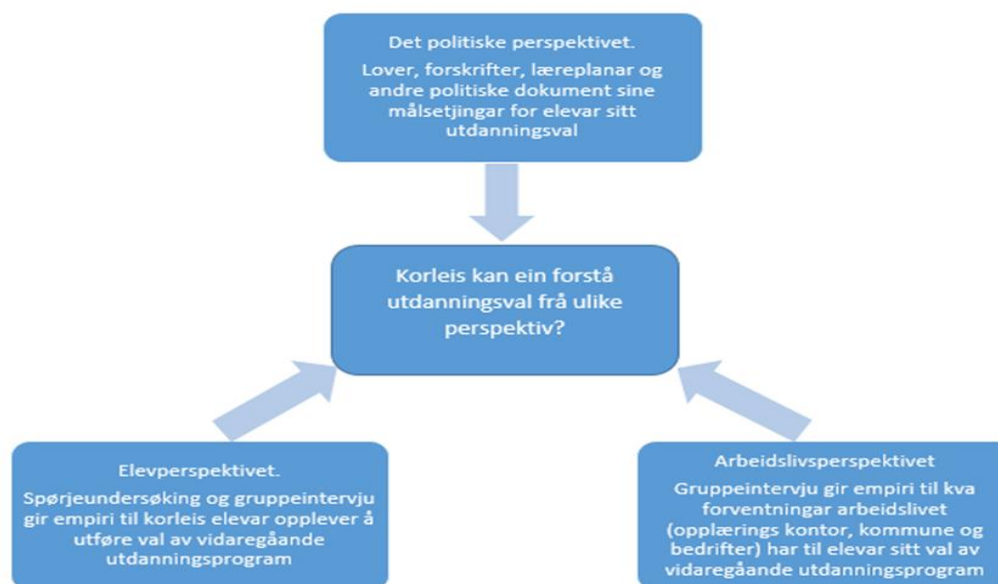 Det politiske perspektivet.
Lover, forskrifter, læreplanar og
andre politiske dokument sine
målsetjingar for elevar sitt
utdanningsval
Korleis kan ein forstå
utdanningsval frå ulike
perspektiv?
Elevperspektivet.
Spørjeundersøking og gruppeintervju
gir empiri til korleis elevar opplever å
utføre val av vidaregåande
utdanningsprogram
Arbeidslivsperspektivet
Gruppeintervju gir empiri til kva
forventningar arbeidslivet
(opplærings kontor, kommune og
bedrifter) har til elevar sitt val av
vidaregåande utdanningsprogram